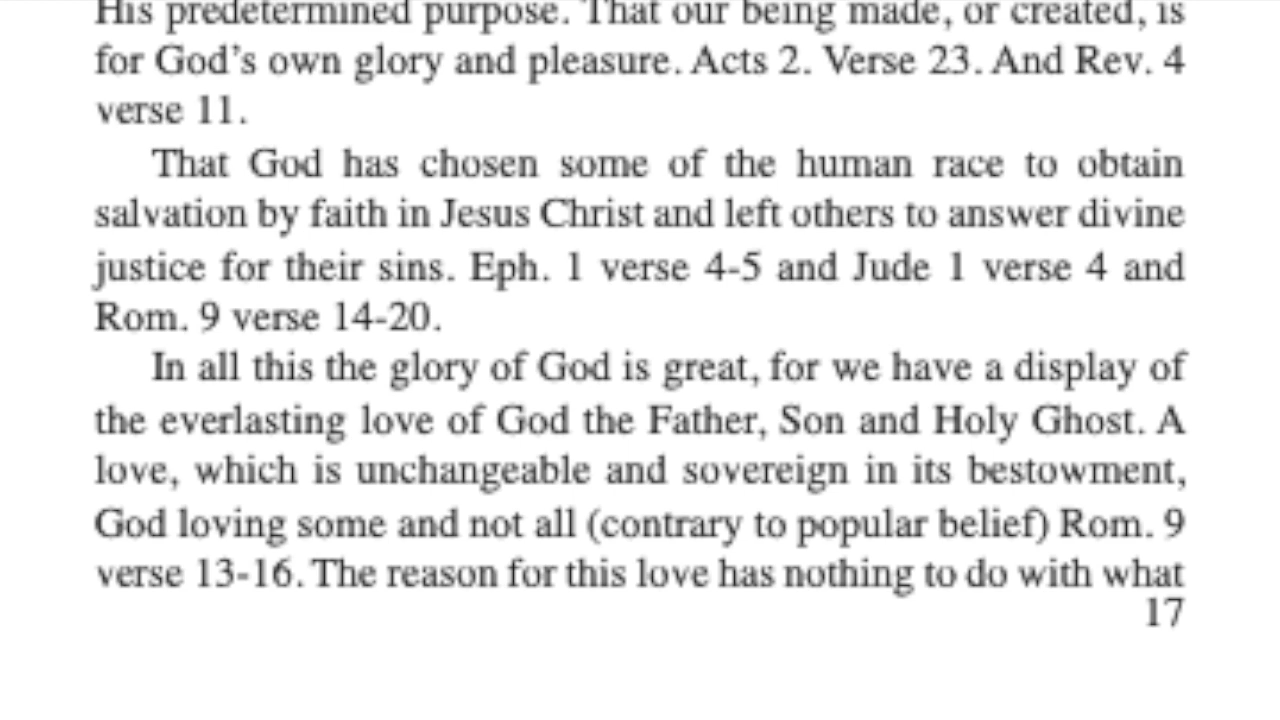 His predetermined purpose. That our being made, or created, is
for God's own glory and pleasure. Acts 2. Verse 23. And Rev. 4
verse 11.
That God has chosen some of the human race to obtain
salvation by faith in Jesus Christ and left others to answer divine
justice for their sins. Eph. 1 verse 4-5 and Jude 1 verse 4 and
Rom. 9 verse 14-20.
In all this the glory of God is great, for we have a display of
the everlasting love of God the Father, Son and Holy Ghost. A
love, which is unchangeable and sovereign in its bestowment,
God loving some and not all (contrary to popular belief) Rom. 9
verse 13-16. The reason for this love has nothing to do with what
17